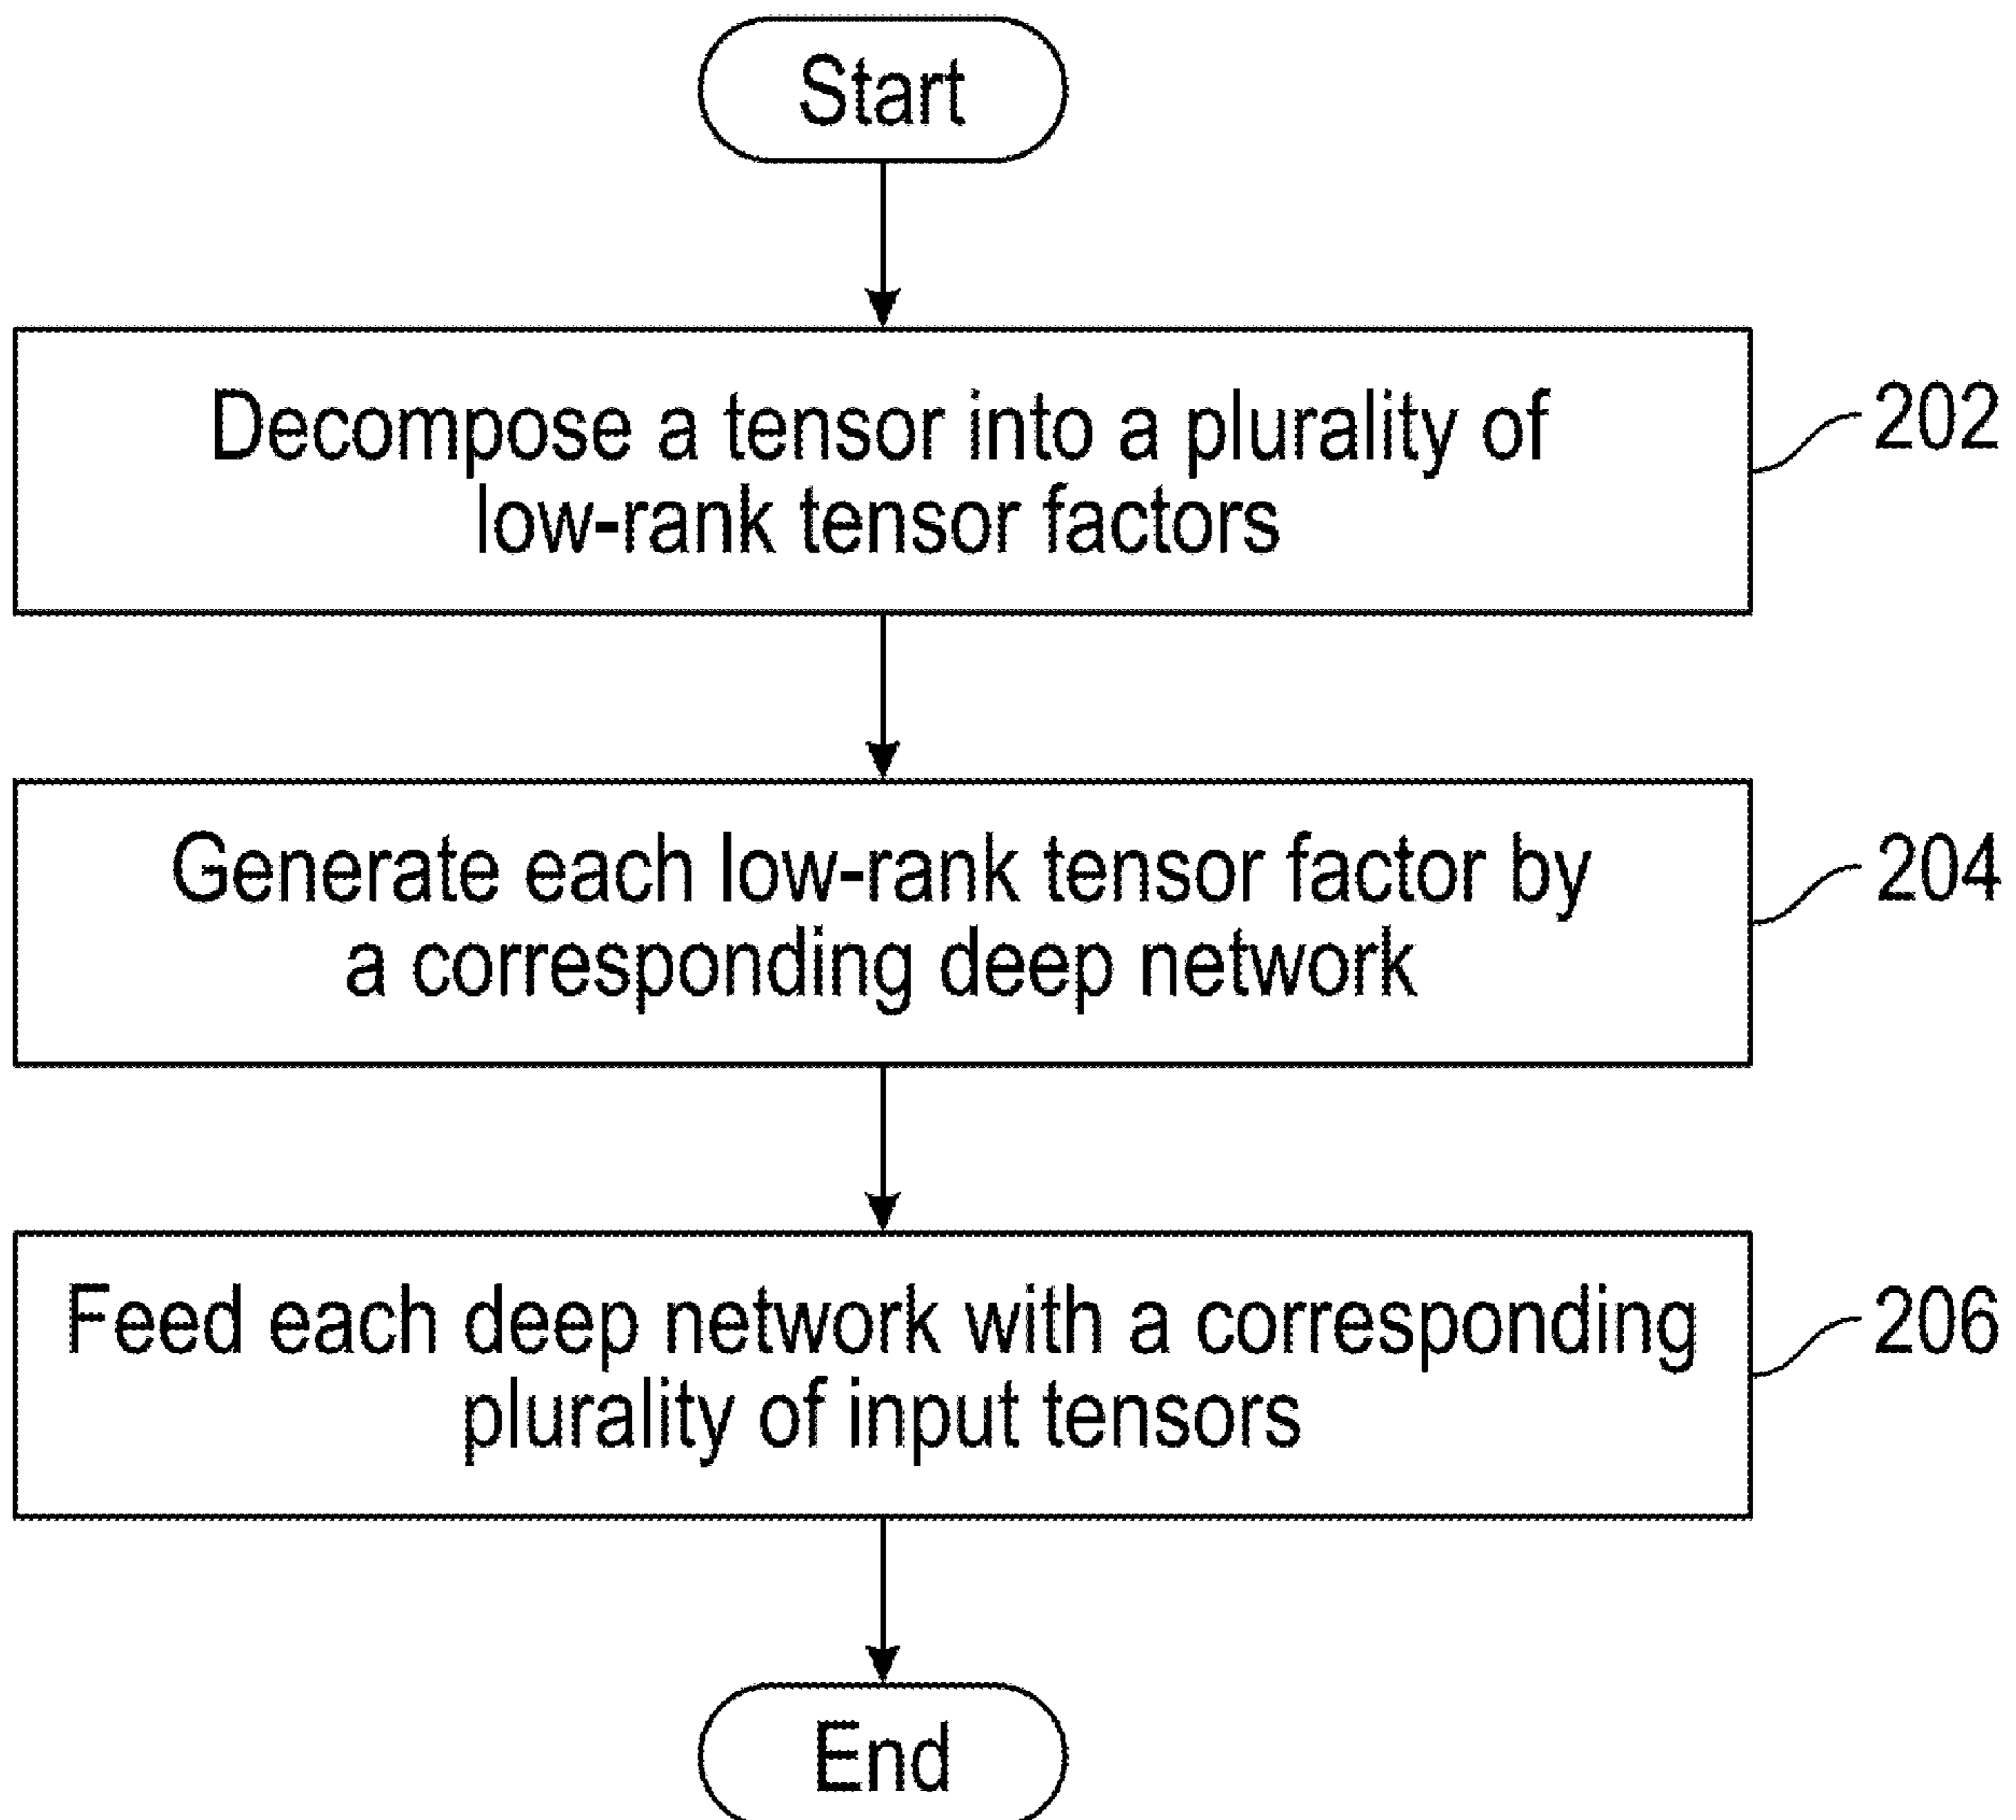 Start
Decompose a tensor into a plurality of
low-rank tensor factors
202
Generate each low-rank tensor factor by
a corresponding deep network
204
Feed each deep network with a corresponding
plurality of input tensors
206
End